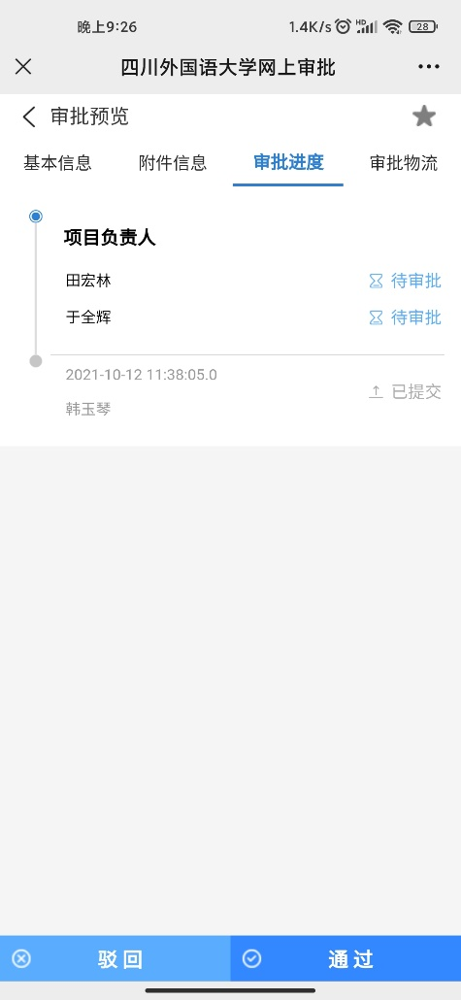 晚上9:26 1.4K/s HD 28
四川外国语大学网上审批
审批预览
基本信息 附件信息 审批进度 审批物流
项目负责人
田宏林 待审批
于全辉 待审批
2021-10-12 11:38:05.0
已提交
韩玉琴
驳回 通过